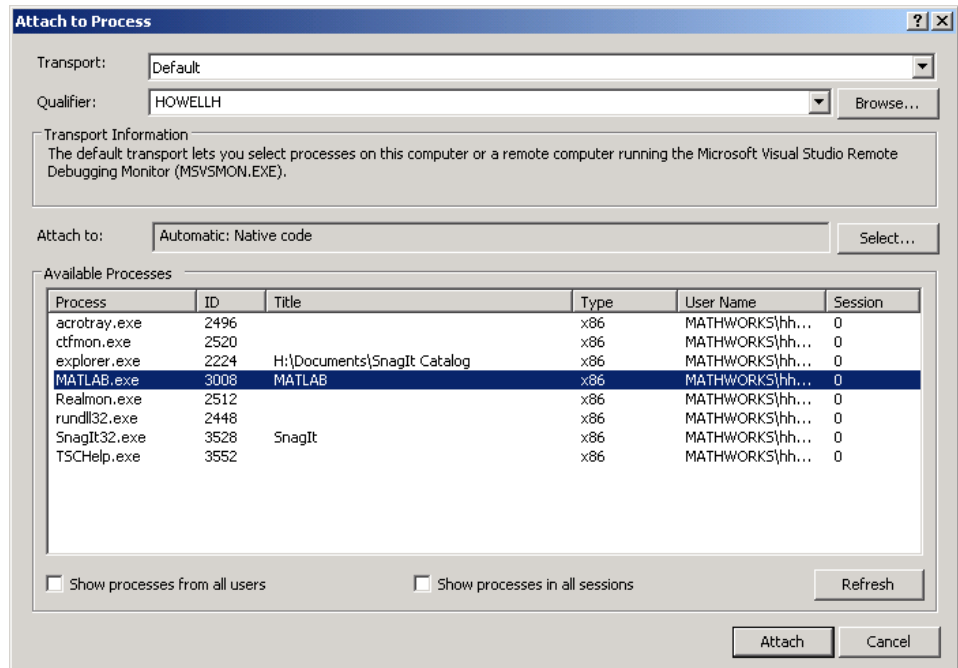 Attach to Process
Transport: Default
Qualifier: HOWELLH Browse...
Transport Information
The default transport lets you select processes on this computer or a remote computer running the Microsoft Visual Studio Remote
Debugging Monitor (MSVSMON.EXE).
Attach to: Automatic: Native code Select...
Available Processes
Process ID Title Type User Name Session
acrotray.exe 2496 x86 MATHWORKS\hh... 0
ctfmon.exe 2520 x86 MATHWORKS\hh... 0
explorer.exe 2224 H:\Documents\SnagIt Catalog x86 MATHWORKS\hh... 0
MATLAB.exe 3008 MATLAB x86 MATHWORKS\hh... 0
Realmon.exe 2512 x86 MATHWORKS\hh... 0
rundll32.exe 2448 x86 MATHWORKS\hh... 0
SnagIt32.exe 3528 SnagIt x86 MATHWORKS\hh... 0
TSCHelp.exe 3552 x86 MATHWORKS\hh... 0
Show processes from all users Show processes in all sessions Refresh
Attach Cancel